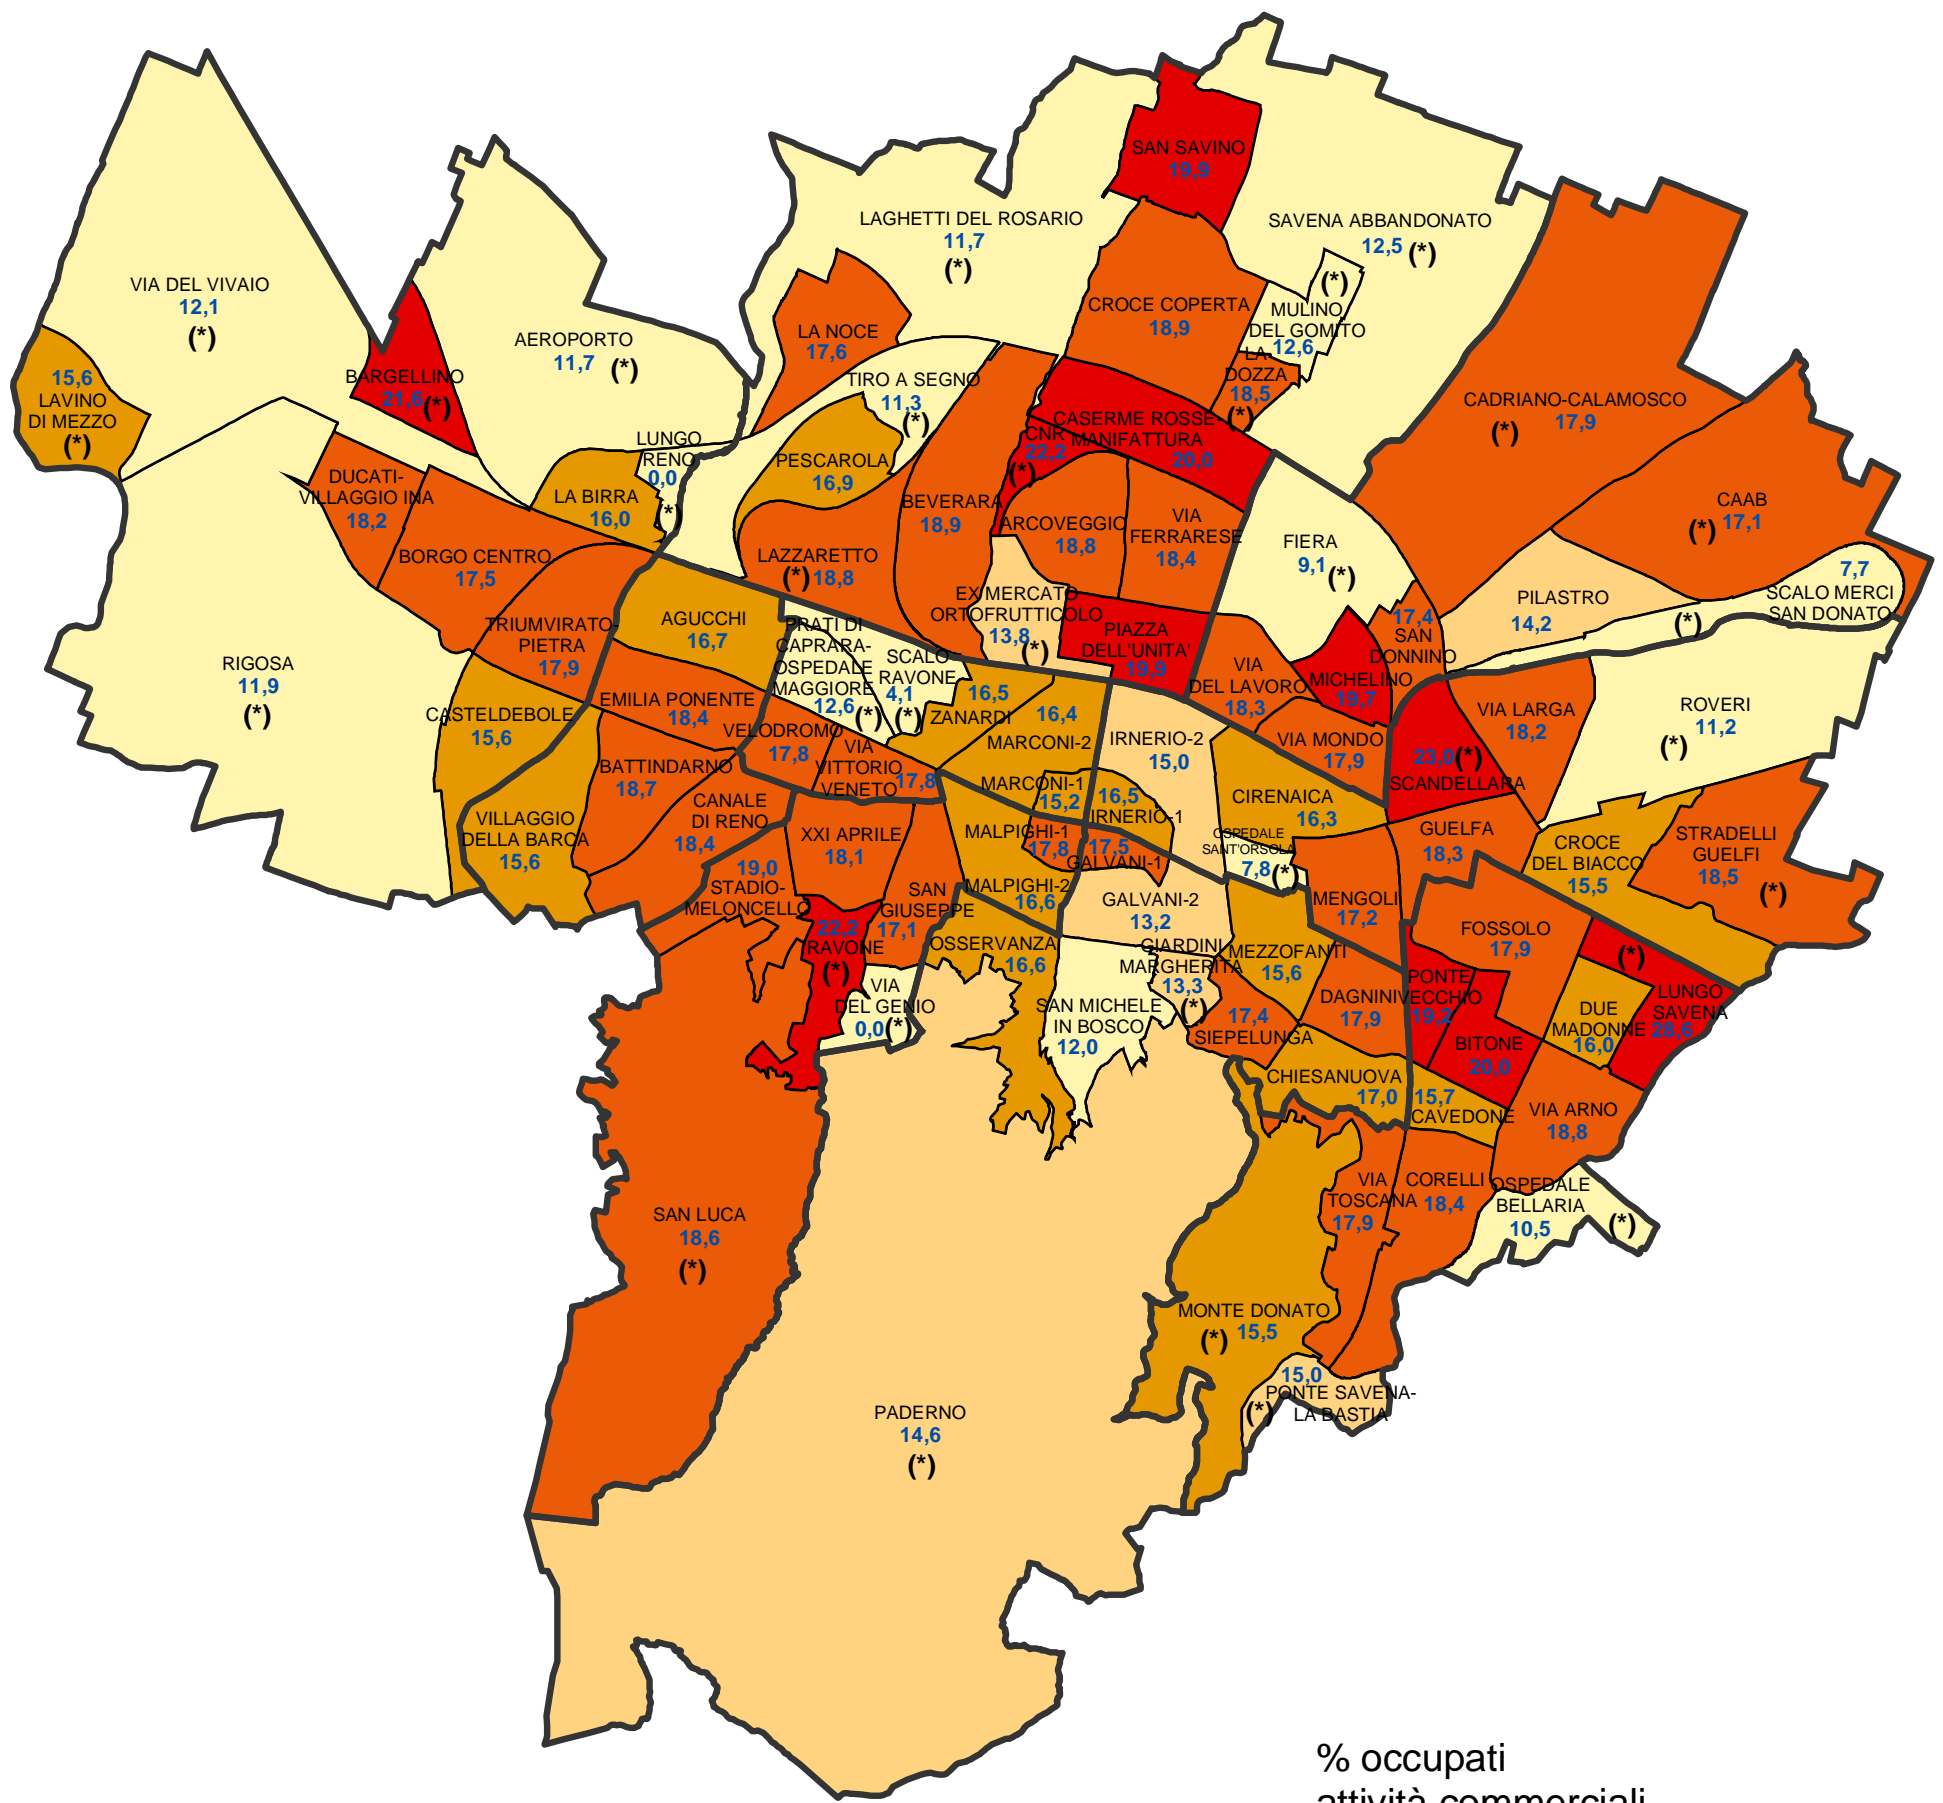 SAN SAVINO
19,9
LAGHETTI DEL ROSARIO
11,7
(*)
SAVENA ABBANDONATO
12,5 (*)
VIA DEL VIVAIO
12,1
(*)
AEROPORTO
11,7 (*)
LA NOCE
17,6
CROCE COPERTA
18,9
(*)
MULINO
DEL GOMITO
12,6
LA
DOZZA
18,5
(*)
15,6
LAVINO
DI MEZZO
(*)
BARGELLINO
21,6 (*)
TIRO A SEGNO
11,3
(*)
CADRIANO-CALAMOSCO
(*) 17,9
CASERME ROSSE-
MANIFATTURA
20,0
CNR
22,2
(*)
LUNGO
RENO
0,0
(*)
PESCAROLA
16,9
DUCATI-
VILLAGGIO INA
18,2
LA BIRRA
16,0
BEVERARA
18,9
ARCOVEGGIO
18,8
VIA
FERRARESE
18,4
CAAB
(*) 17,1
FIERA
9,1 (*)
BORGO CENTRO
17,5
LAZZARETTO
(*) 18,8
7,7
SCALO MERCI
SAN DONATO
(*)
EX MERCATO
ORTOFRUTTICOLO
13,8
(*)
PILASTRO
14,2
AGUCCHI
16,7
PRATI DI
CAPRARA-
OSPEDALE
MAGGIORE
12,6 (*)
TRIUMVIRATO-
PIETRA
17,9
PIAZZA
DELL'UNITA'
19,9
17,4
SAN
DONNINO
SCALO-
RAVONE
4,1
(*)
RIGOSA
11,9
(*)
VIA
DEL LAVORO
18,3
MICHELINO
19,7
EMILIA PONENTE
18,4
16,5
ZANARDI
16,4
MARCONI-2
ROVERI
11,2
(*)
CASTELDEBOLE
15,6
VELODROMO
17,8
VIA
VITTORIO
VENETO
17,8
IRNERIO-2
15,0
VIA MONDO
17,9
VIA LARGA
18,2
23,0 (*)
SCANDELLARA
BATTINDARNO
18,7
MARCONI-1
15,2
16,5
IRNERIO-1
CIRENAICA
16,3
CANALE
DI RENO
18,4
VILLAGGIO
DELLA BARCA
15,6
XXI APRILE
18,1
MALPIGHI-1
17,8
17,5
GALVANI-1
OSPEDALE
SANT'ORSOLA
7,8 (*)
GUELFA
18,3
CROCE
DEL BIACCO
15,5
STRADELLI
GUELFI
18,5
(*)
19,0
STADIO-
MELONCELLO
SAN
GIUSEPPE
17,1
MALPIGHI-2
16,6
GALVANI-2
13,2
MENGOLI
17,2
22,2
RAVONE
(*)
OSSERVANZA
16,6
GIARDINI
MARGHERITA
13,3
(*)
MEZZOFANTI
15,6
FOSSOLO
17,9
(*)
LUNGO
SAVENA
28,6
VIA
DEL GENIO
0,0 (*)
SAN MICHELE
IN BOSCO
12,0
17,4
SIEPELUNGA
DAGNINI
17,9
PONTE
VECCHIO
19,2
DUE
MADONNE
16,0
BITONE
20,0
CHIESANUOVA
17,0
15,7
CAVEDONE
VIA ARNO
18,8
SAN LUCA
18,6
(*)
VIA
TOSCANA
17,9
CORELLI
18,4
OSPEDALE
BELLARIA
10,5
(*)
MONTE DONATO
(*) 15,5
15,0
PONTE SAVENA-
LA BASTIA
(*)
PADERNO
14,6
(*)
% occupati
attività commerciali